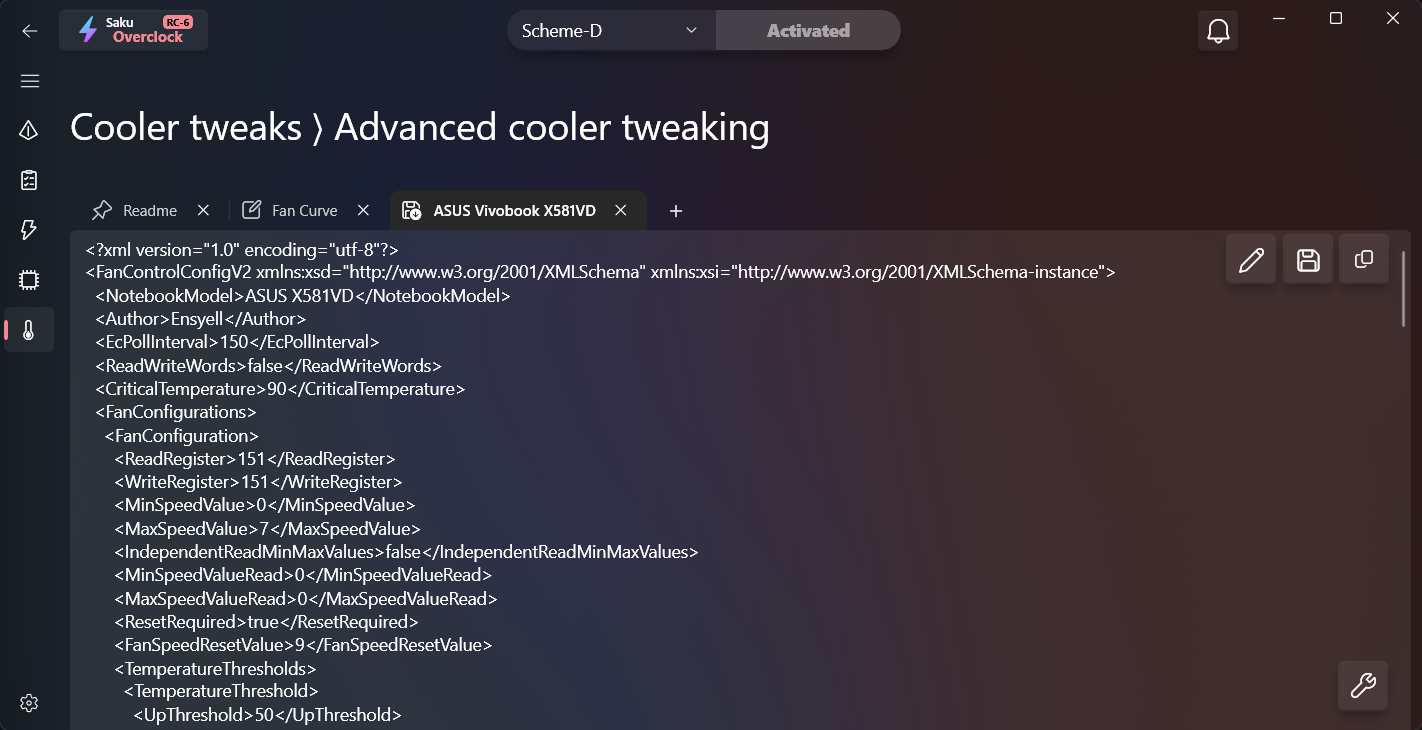 Saku RC-6
Overclock
Scheme-D
Activated
Cooler tweaks ⟩ Advanced cooler tweaking
Readme
Fan Curve
ASUS Vivobook X581VD
<?xml version="1.0" encoding="utf-8"?>
<FanControlConfigV2 xmlns:xsd="http://www.w3.org/2001/XMLSchema" xmlns:xsi="http://www.w3.org/2001/XMLSchema-instance">
<NotebookModel>ASUS X581VD</NotebookModel>
<Author>Ensyell</Author>
<EcPollInterval>150</EcPollInterval>
<ReadWriteWords>false</ReadWriteWords>
<CriticalTemperature>90</CriticalTemperature>
<FanConfigurations>
<FanConfiguration>
<ReadRegister>151</ReadRegister>
<WriteRegister>151</WriteRegister>
<MinSpeedValue>0</MinSpeedValue>
<MaxSpeedValue>7</MaxSpeedValue>
<IndependentReadMinMaxValues>false</IndependentReadMinMaxValues>
<MinSpeedValueRead>0</MinSpeedValueRead>
<MaxSpeedValueRead>0</MaxSpeedValueRead>
<ResetRequired>true</ResetRequired>
<FanSpeedResetValue>9</FanSpeedResetValue>
<TemperatureThresholds>
<TemperatureThreshold>
<UpThreshold>50</UpThreshold>